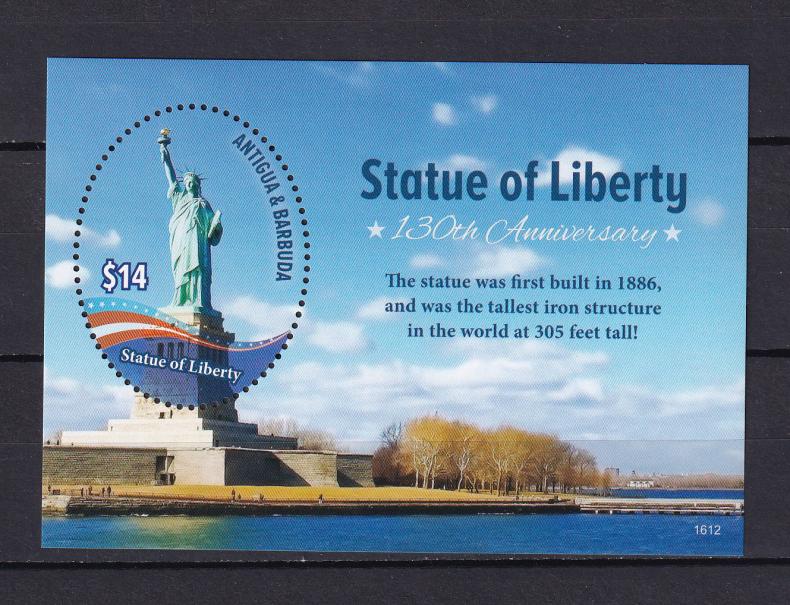 ANTIGUA & BARBUDA
$14
Statue of Liberty
Statue of Liberty
130th Anniversary
The statue was first built in 1886,
and was the tallest iron structure
in the world at 305 feet tall!
1612